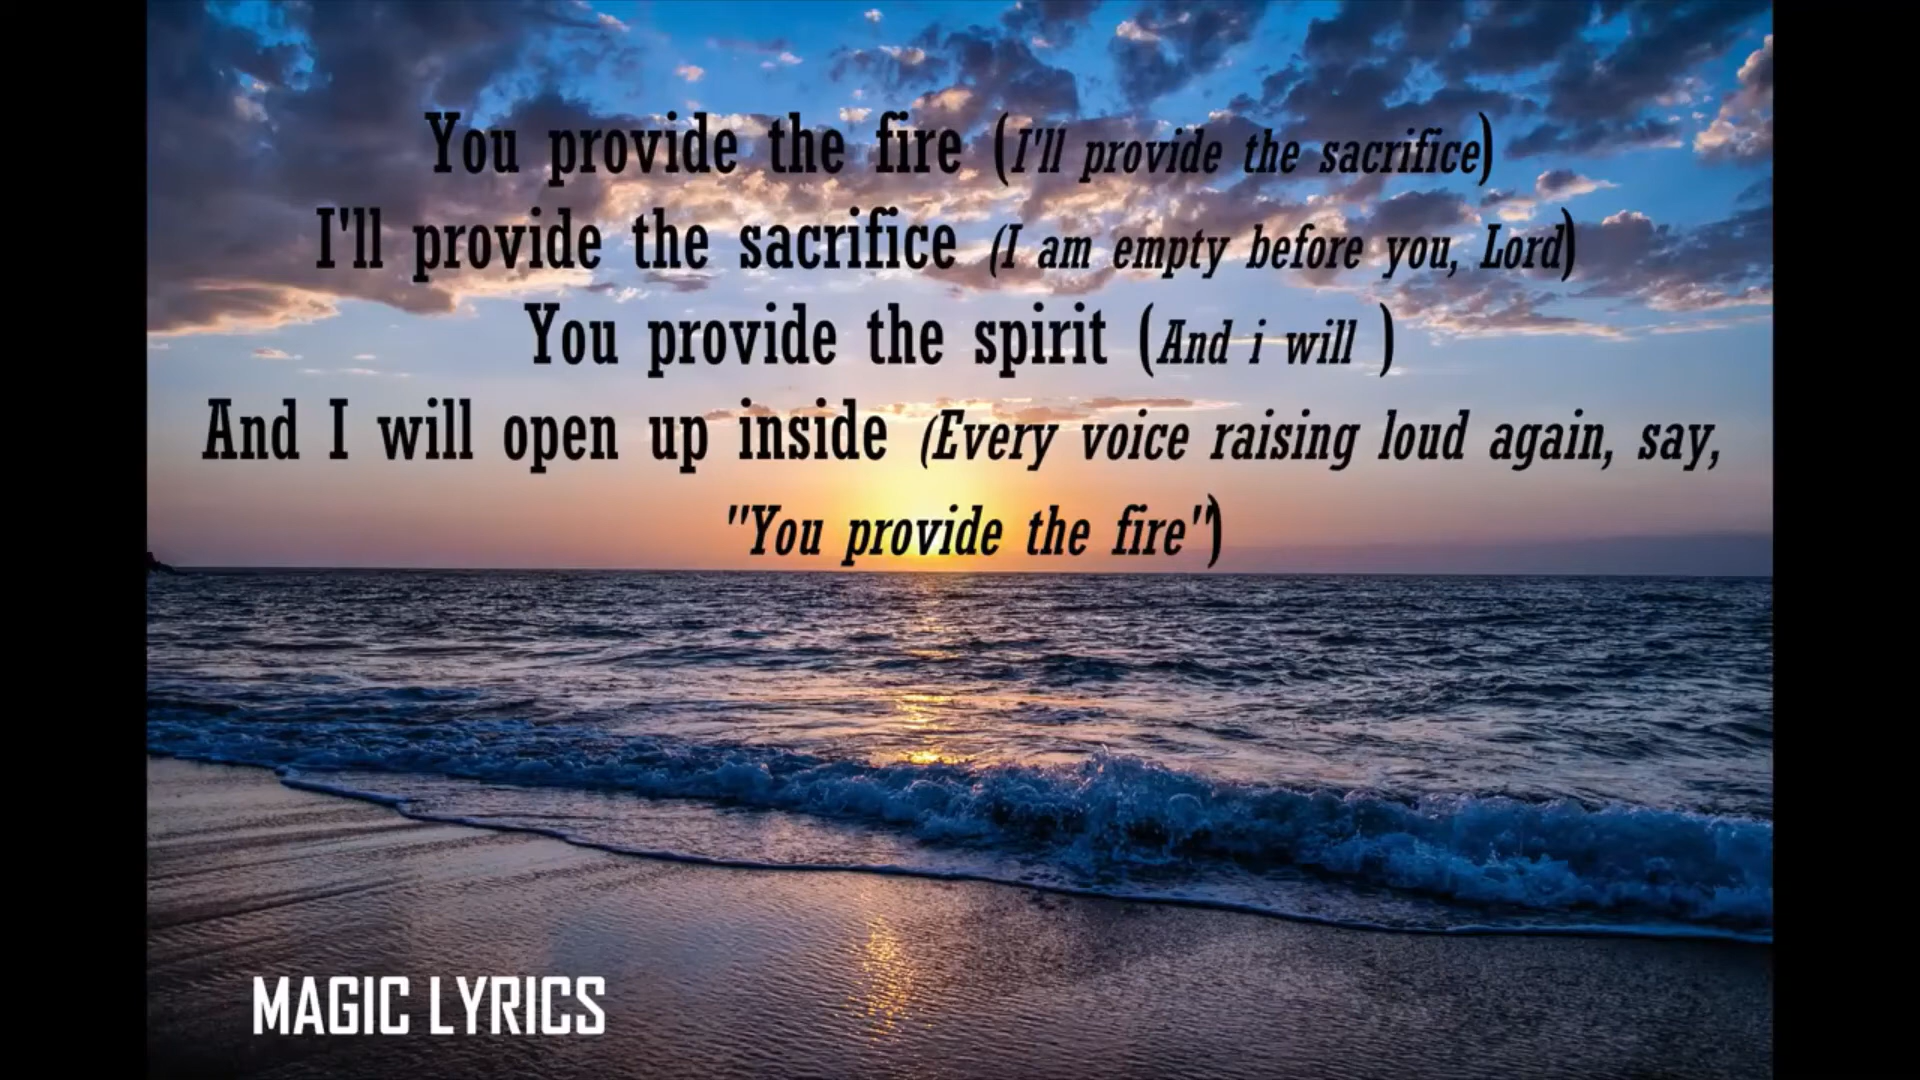 You provide the fire (I'll provide the sacrifice)
I'll provide the sacrifice (I am empty before you, Lord)
You provide the spirit (And i will )
And I will open up inside (Every voice raising loud again, say,
"You provide the fire")
MAGIC LYRICS